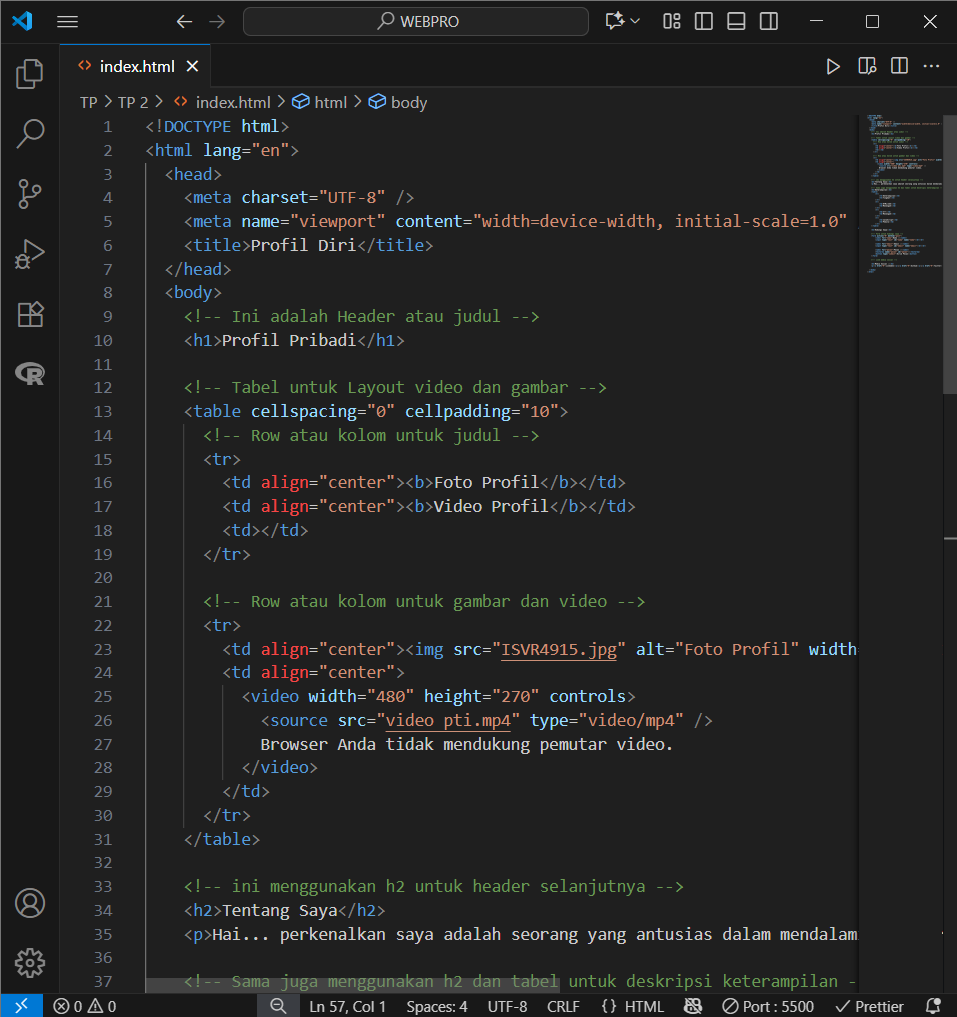 WEBPRO
index.html
TP > TP 2 > index.html > html > body
1 <!DOCTYPE html>
2 <html lang="en">
3 <head>
4 <meta charset="UTF-8" />
5 <meta name="viewport" content="width=device-width, initial-scale=1.0"
6 <title>Profil Diri</title>
7 </head>
8 <body>
9 <!-- Ini adalah Header atau judul -->
10 <h1>Profil Pribadi</h1>
11
12 <!-- Tabel untuk Layout video dan gambar -->
13 <table cellspacing="0" cellpadding="10">
14 <!-- Row atau kolom untuk judul -->
15 <tr>
16 <td align="center"><b>Foto Profil</b></td>
17 <td align="center"><b>Video Profil</b></td>
18 <td></td>
19 </tr>
20
21 <!-- Row atau kolom untuk gambar dan video -->
22 <tr>
23 <td align="center"><img src="ISVR4915.jpg" alt="Foto Profil" width
24 <td align="center">
25 <video width="480" height="270" controls>
26 <source src="video pti.mp4" type="video/mp4" />
27 Browser Anda tidak mendukung pemutar video.
28 </video>
29 </td>
30 </tr>
31 </table>
32
33 <!-- ini menggunakan h2 untuk header selanjutnya -->
34 <h2>Tentang Saya</h2>
35 <p>Hai... perkenalkan saya adalah seorang yang antusias dalam mendalam
36
37 <!-- Sama juga menggunakan h2 dan tabel untuk deskripsi keterampilan -
0 0 Ln 57, Col 1 Spaces: 4 UTF-8 CRLF {} HTML Port : 5500 Prettier